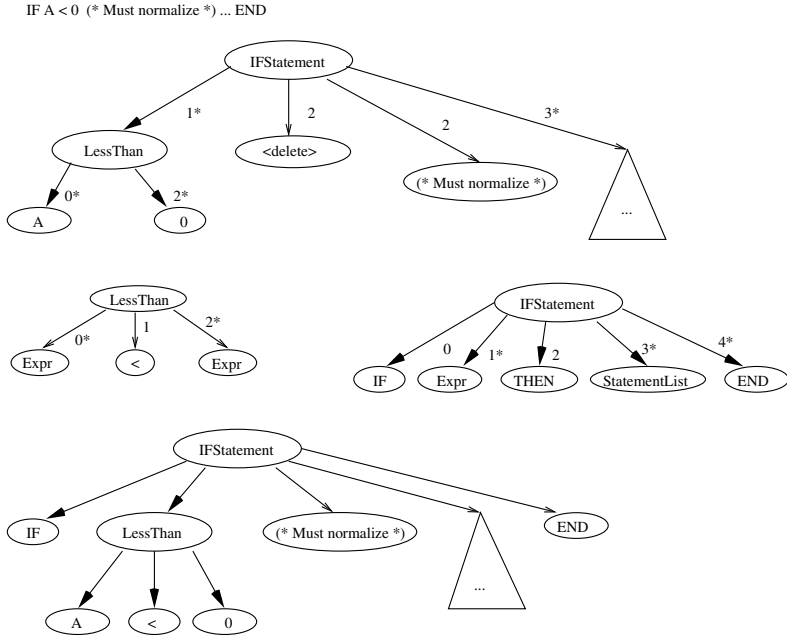 IF A < 0 (* Must normalize *) ... END
IFStatement
1* 2 2 3*
LessThan <delete> (* Must normalize *) ...
0* 2*
A 0
LessThan IFStatement
0* 1 2* 0 1* 2 3* 4*
Expr < Expr IF Expr THEN StatementList END
IFStatement
IF LessThan (* Must normalize *) END
...
A < 0